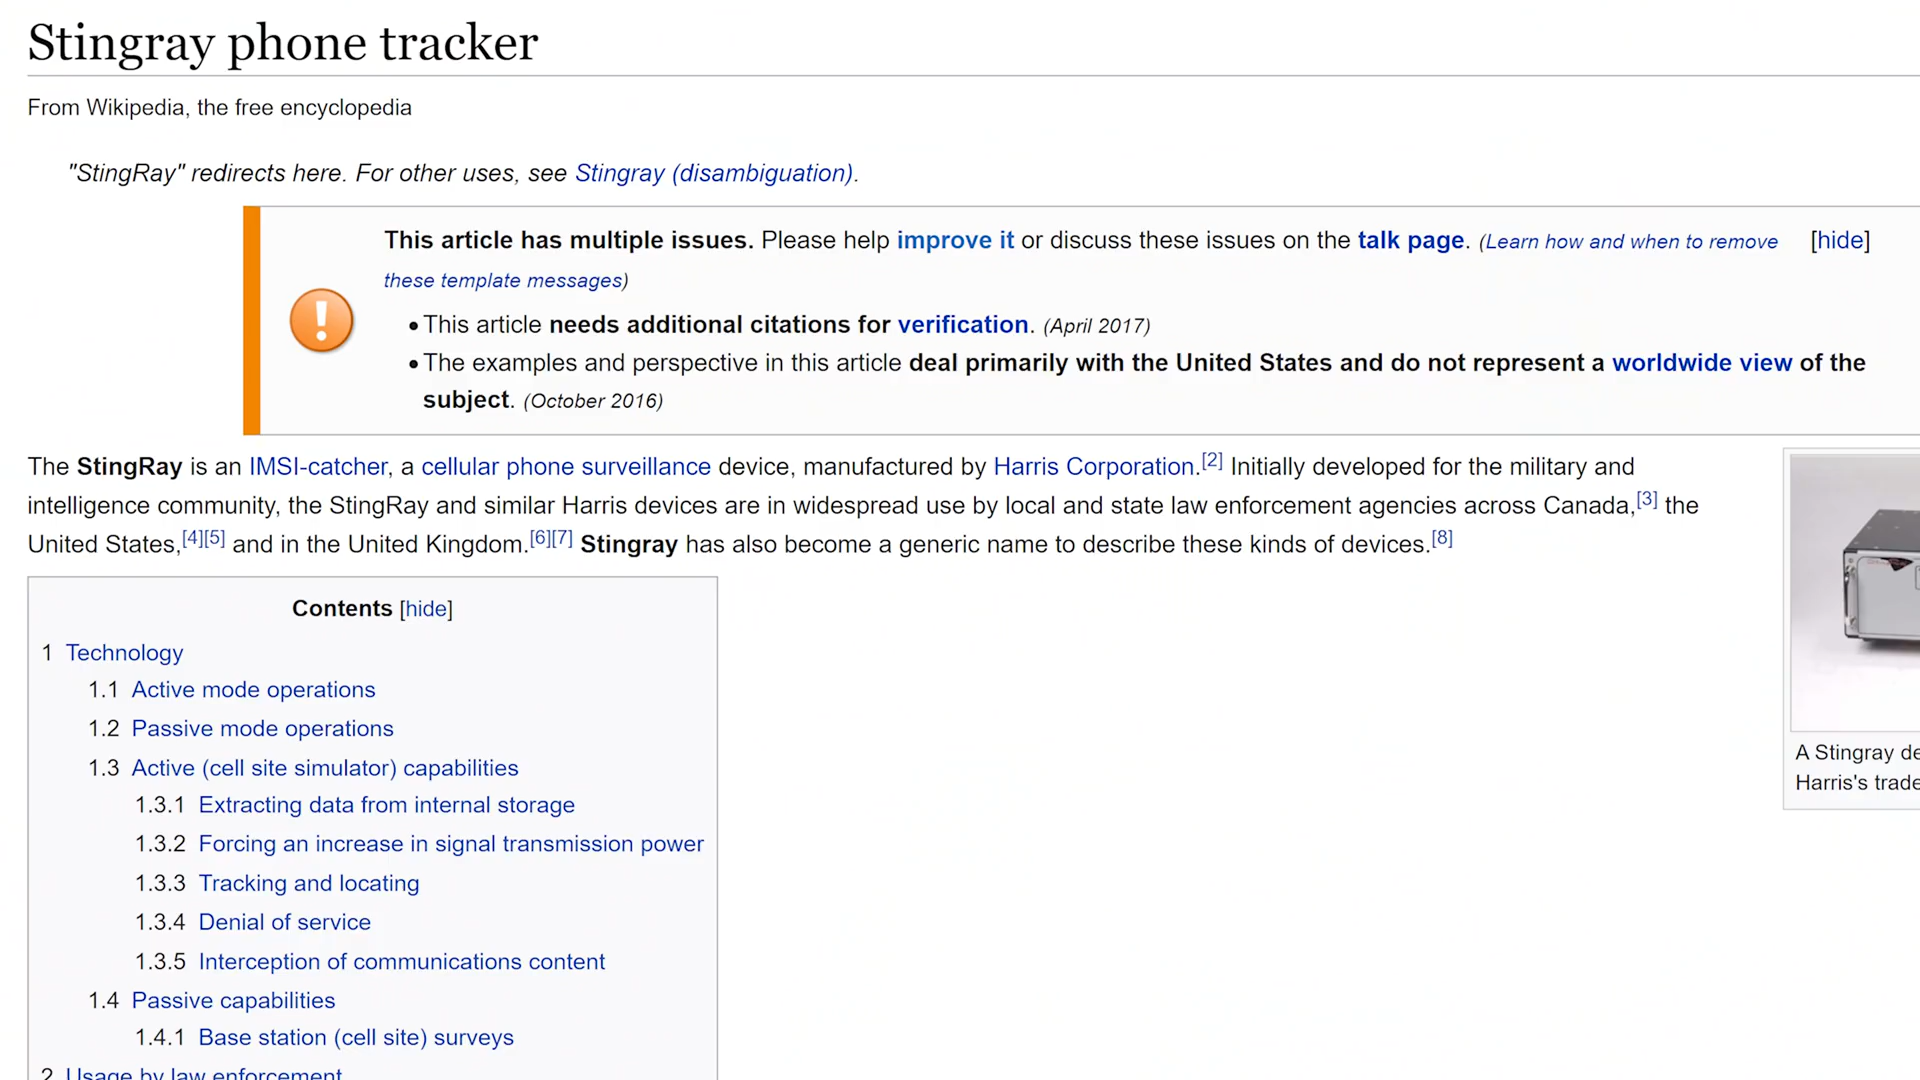 Stingray phone tracker
From Wikipedia, the free encyclopedia
"StingRay" redirects here. For other uses, see Stingray (disambiguation).
This article has multiple issues. Please help improve it or discuss these issues on the talk page. (Learn how and when to remove [hide]
these template messages)
• This article needs additional citations for verification. (April 2017)
• The examples and perspective in this article deal primarily with the United States and do not represent a worldwide view of the
subject. (October 2016)
The StingRay is an IMSI-catcher, a cellular phone surveillance device, manufactured by Harris Corporation.[2] Initially developed for the military and
intelligence community, the StingRay and similar Harris devices are in widespread use by local and state law enforcement agencies across Canada,[3] the
United States,[4][5] and in the United Kingdom.[6][7] Stingray has also become a generic name to describe these kinds of devices.[8]
Contents [hide]
1 Technology
1.1 Active mode operations
1.2 Passive mode operations
1.3 Active (cell site simulator) capabilities
1.3.1 Extracting data from internal storage
1.3.2 Forcing an increase in signal transmission power
1.3.3 Tracking and locating
1.3.4 Denial of service
1.3.5 Interception of communications content
1.4 Passive capabilities
1.4.1 Base station (cell site) surveys
2 Usage by law enforcement
A Stingray de
Harris's trade